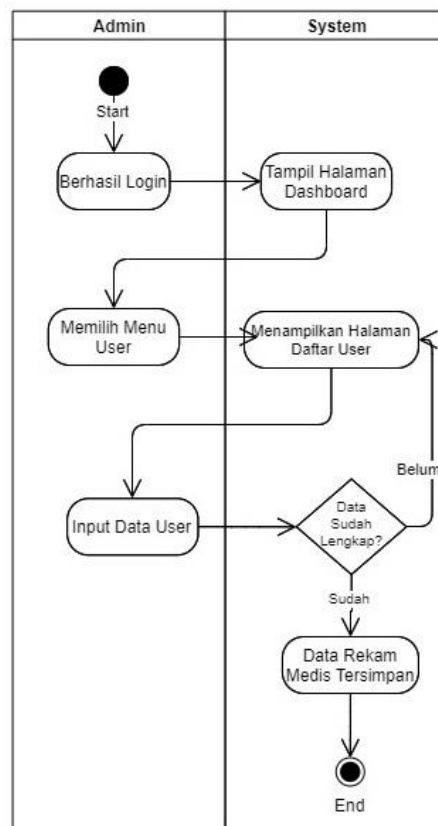 Admin
System
Start
Berhasil Login
Tampil Halaman
Dashboard
Memilih Menu
User
Menampilkan Halaman
Daftar User
Belum
Input Data User
Data
Sudah
Lengkap?
Sudah
Data Rekam
Medis Tersimpan
End